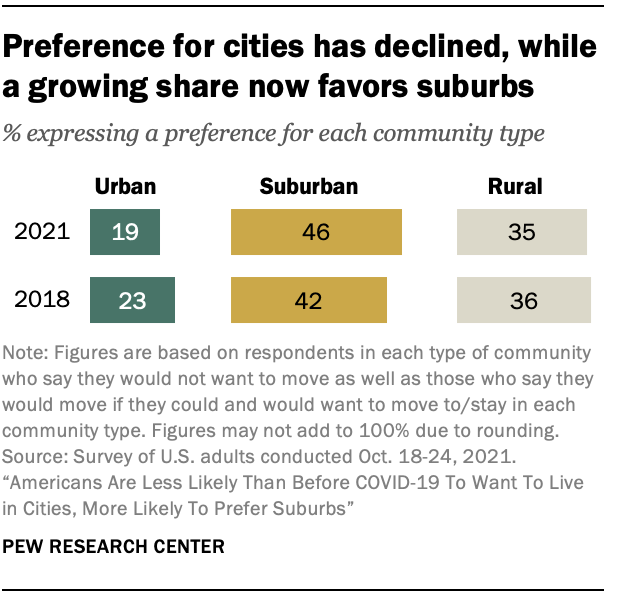 Preference for cities has declined, while
a growing share now favors suburbs
% expressing a preference for each community type
Urban Suburban Rural
2021 19 46 35
2018 23 42 36
Note: Figures are based on respondents in each type of community
who say they would not want to move as well as those who say they
would move if they could and would want to move to/stay in each
community type. Figures may not add to 100% due to rounding.
Source: Survey of U.S. adults conducted Oct. 18-24, 2021.
“Americans Are Less Likely Than Before COVID-19 To Want To Live
in Cities, More Likely To Prefer Suburbs”
PEW RESEARCH CENTER